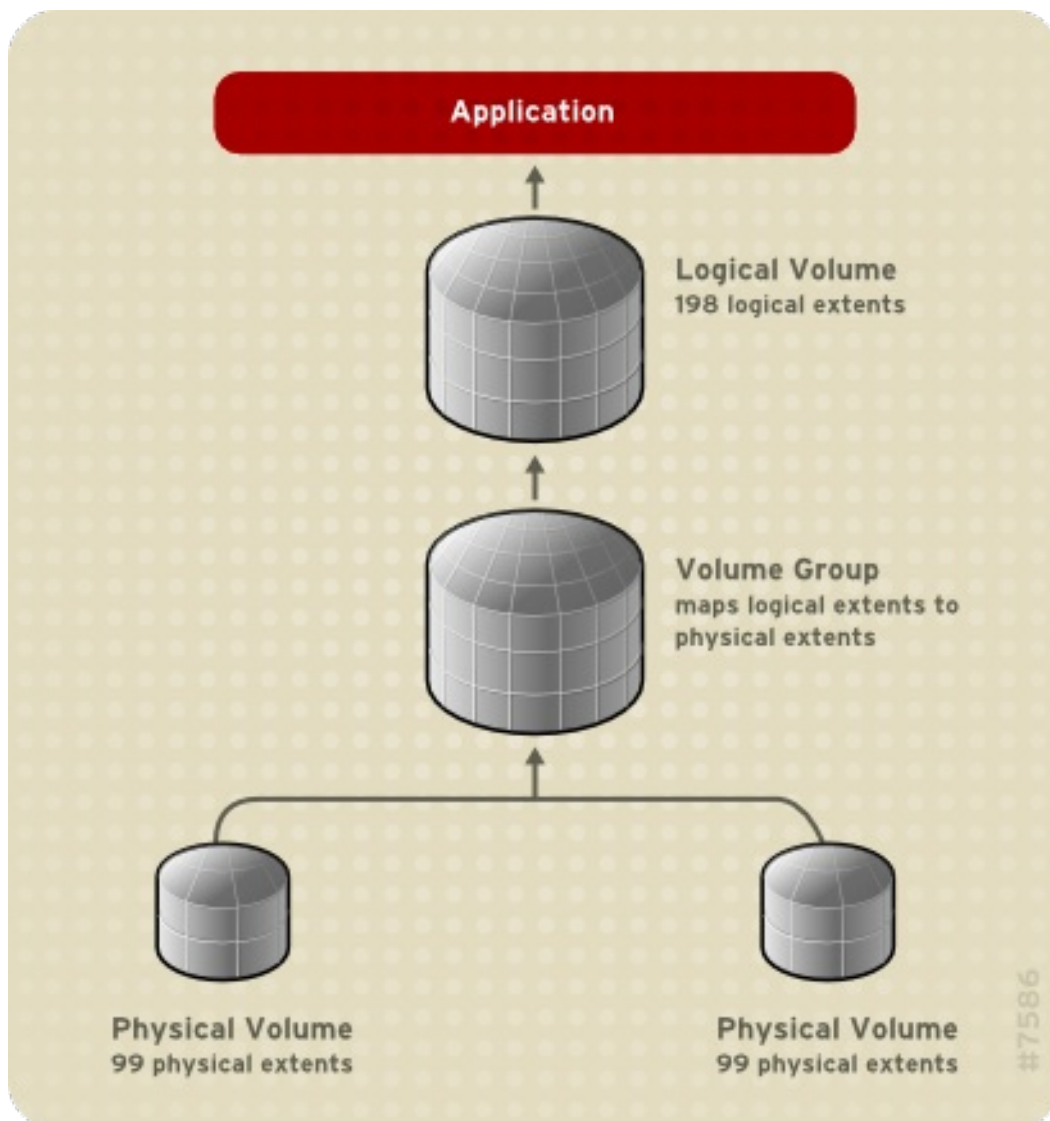 Application
Logical Volume
198 logical extents
Volume Group
maps logical extents to
physical extents
Physical Volume
99 physical extents
Physical Volume
99 physical extents
#7586